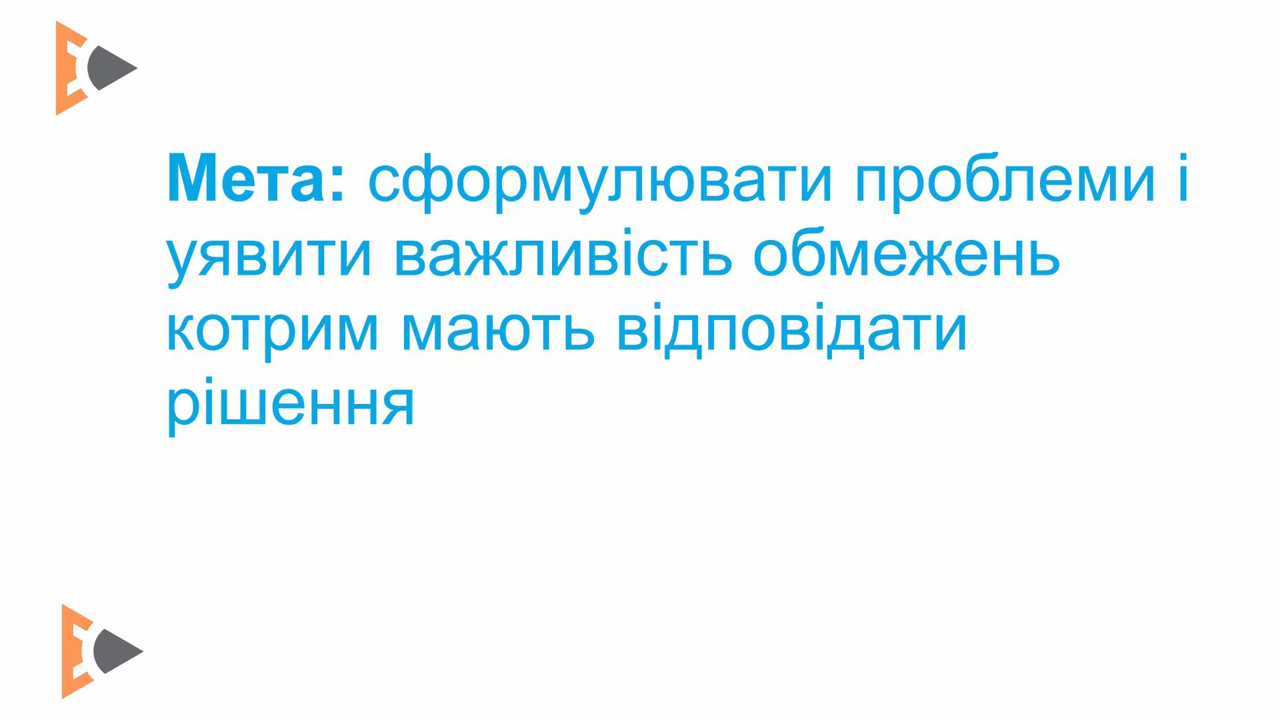 Мета: сформулювати проблеми і
уявити важливість обмежень
котрим мають відповідати
рішення